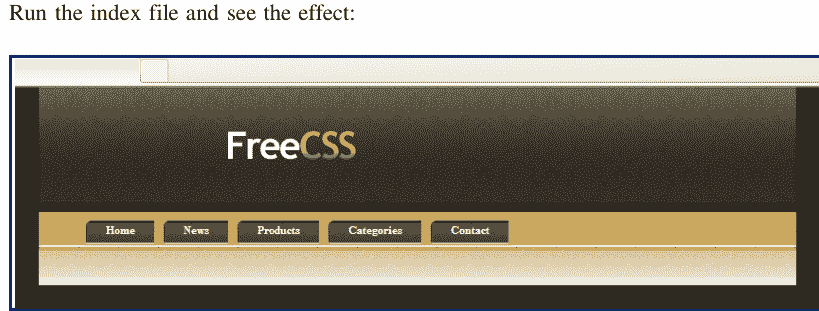 Run the index file and see the effect:
FreeCSS
Home News Products Categories Contact